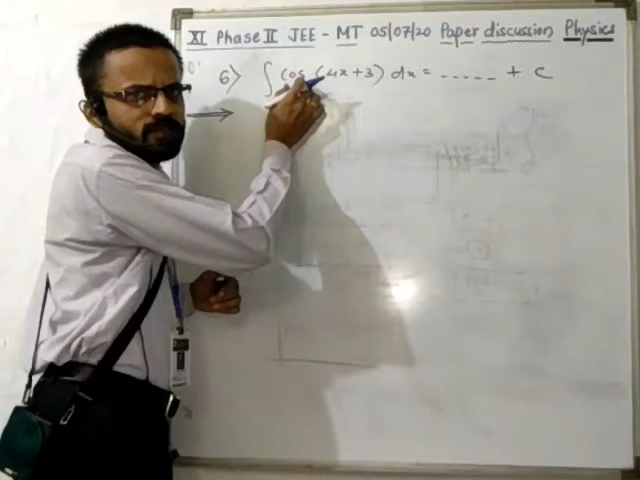 XI Phase II JEE - MT 05/07/20 Paper discussion Physics
6) ∫ cos (4x+3) dx = ..... + c